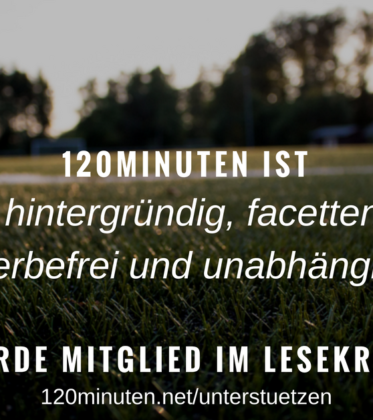 120MINUTEN IST
hintergründig, facetten
erbefrei und unabhängi
RDE MITGLIED IM LESEKR
120minuten.net/unterstuetzen